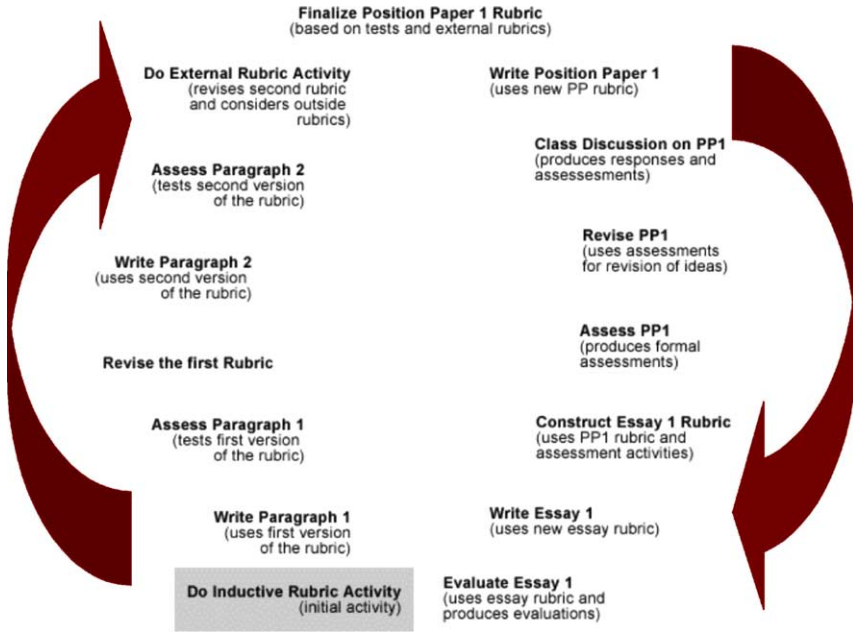 Finalize Position Paper 1 Rubric
(based on tests and external rubrics)
Do External Rubric Activity
(revises second rubric
and considers outside
rubrics)
Assess Paragraph 2
(tests second version
of the rubric)
Write Paragraph 2
(uses second version
of the rubric)
Revise the first Rubric
Assess Paragraph 1
(tests first version
of the rubric)
Write Paragraph 1
(uses first version
of the rubric)
Do Inductive Rubric Activity
(initial activity)
Write Position Paper 1
(uses new PP rubric)
Class Discussion on PP1
(produces responses and
assessesments)
Revise PP1
(uses assessments
for revision of ideas)
Assess PP1
(produces formal
assessments)
Construct Essay 1 Rubric
(uses PP1 rubric and
assessment activities)
Write Essay 1
(uses new essay rubric)
Evaluate Essay 1
(uses essay rubric and
produces evaluations)